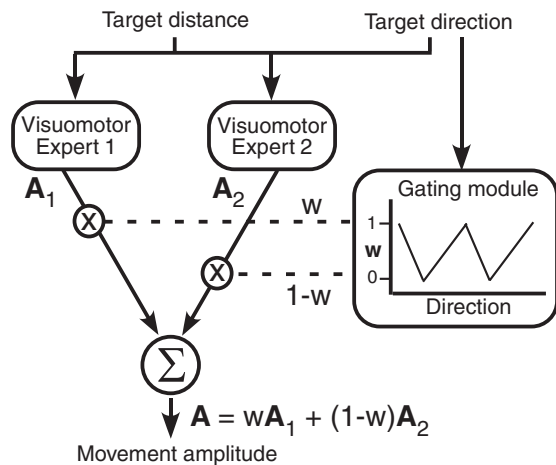 Target distance
Target direction
Visuomotor
Expert 1
Visuomotor
Expert 2
A1
A2
X
w
X
1-w
Gating module
1
w
0
Direction
Σ
A = wA1 + (1-w)A2
Movement amplitude